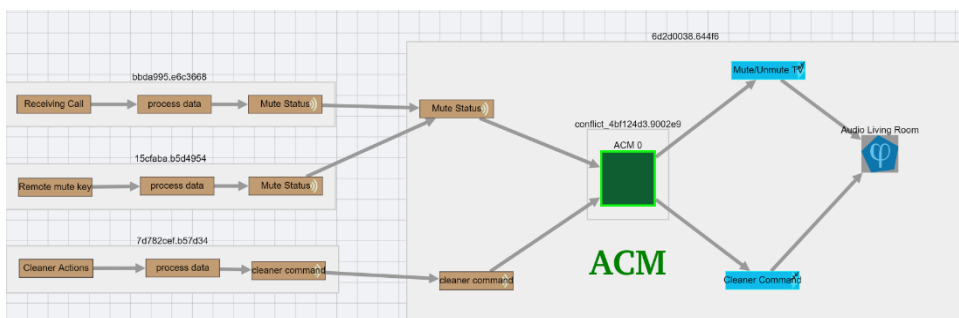 6d2d0038.644f6
bbda995.e6c3668
Receiving Call
process data
Mute Status
15cfaba.b5d4954
Remote mute key
process data
Mute Status
7d782cef.b57d34
Cleaner Actions
process data
cleaner command
Mute Status
cleaner command
conflict_4bf124d3.9002e9
ACM 0
ACM
Mute/Unmute TV
Cleaner Command
Audio Living Room
φ